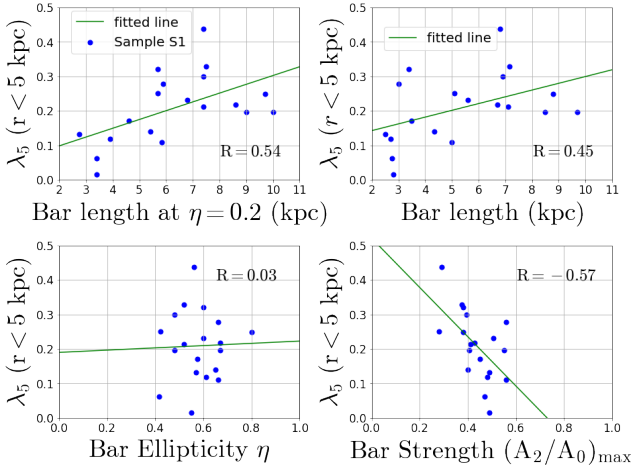 fitted line
Sample S1
R = 0.54
λ5 (r < 5 kpc)
0.0 0.1 0.2 0.3 0.4 0.5
2 3 4 5 6 7 8 9 10 11
Bar length at η = 0.2 (kpc)
fitted line
R = 0.45
λ5 (r < 5 kpc)
0.0 0.1 0.2 0.3 0.4 0.5
2 3 4 5 6 7 8 9 10 11
Bar length (kpc)
R = 0.03
λ5 (r < 5 kpc)
0.0 0.1 0.2 0.3 0.4 0.5
0.0 0.2 0.4 0.6 0.8 1.0
Bar Ellipticity η
R = −0.57
λ5 (r < 5 kpc)
0.0 0.1 0.2 0.3 0.4 0.5
0.0 0.2 0.4 0.6 0.8 1.0
Bar Strength (A2/A0)max